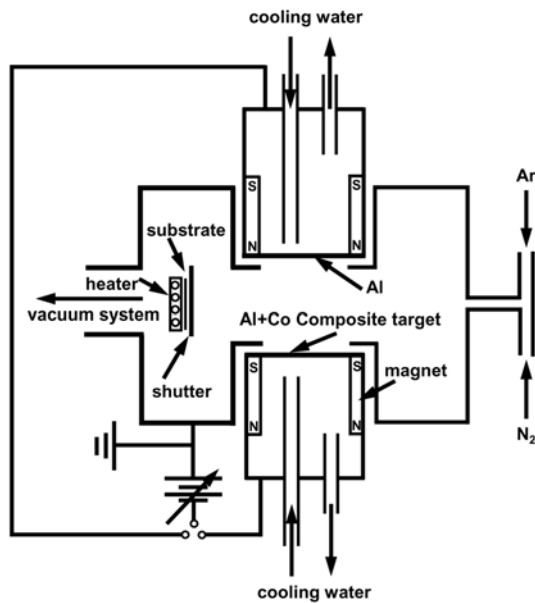 cooling water
S
S
N
N
Ar
substrate
heater
Al
vacuum system
Al+Co Composite target
shutter
S
S
magnet
N
N
N2
cooling water